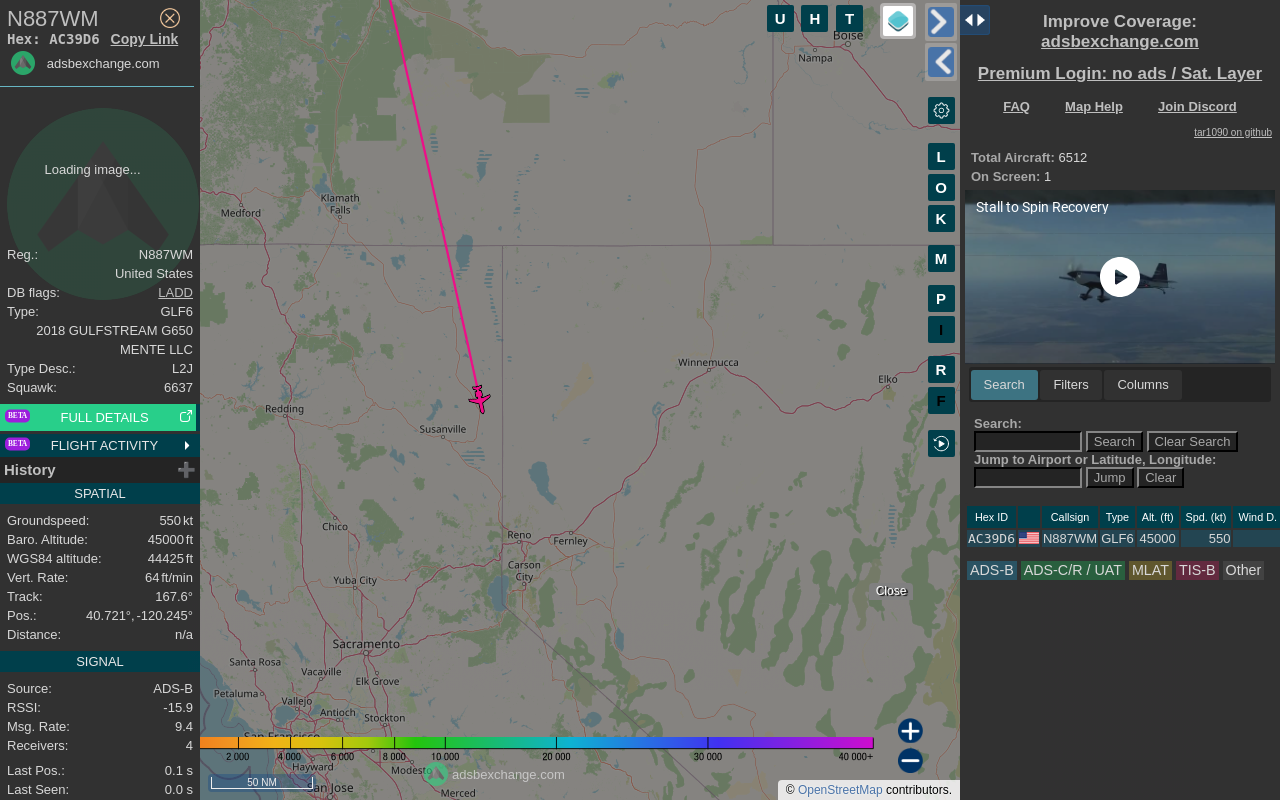 N887WM
Hex: AC39D6 Copy Link
adsbexchange.com
Loading image...
Reg.: N887WM
United States
DB flags: LADD
Type: GLF6
2018 GULFSTREAM G650
MENTE LLC
Type Desc.: L2J
Squawk: 6637
BETA FULL DETAILS
BETA FLIGHT ACTIVITY
History
SPATIAL
Groundspeed: 550 kt
Baro. Altitude: 45000 ft
WGS84 altitude: 44425 ft
Vert. Rate: 64 ft/min
Track: 167.6°
Pos.: 40.721°, -120.245°
Distance: n/a
SIGNAL
Source: ADS-B
RSSI: -15.9
Msg. Rate: 9.4
Receivers: 4
Last Pos.: 0.1 s
Last Seen: 0.0 s
U H T
Boise
Nampa
L
O
K
M
P
I
R
F
Medford
Klamath
Falls
Winnemucca
Elko
Redding
Susanville
Chico
Reno
Fernley
Carson
City
Yuba City
Sacramento
Santa Rosa
Vacaville
Elk Grove
Petaluma
Vallejo
Antioch
Stockton
San Francisco
Hayward
Modesto
San Jose
Merced
Close
2 000 4 000 6 000 8 000 10 000 20 000 30 000 40 000+
adsbexchange.com
50 NM
© OpenStreetMap contributors.
Improve Coverage:
adsbexchange.com
Premium Login: no ads / Sat. Layer
FAQ Map Help Join Discord
tar1090 on github
Total Aircraft: 6512
On Screen: 1
Stall to Spin Recovery
Search Filters Columns
Search:
Search Clear Search
Jump to Airport or Latitude, Longitude:
Jump Clear
Hex ID Callsign Type Alt. (ft) Spd. (kt) Wind D.
AC39D6 N887WM GLF6 45000 550
ADS-B ADS-C/R / UAT MLAT TIS-B Other